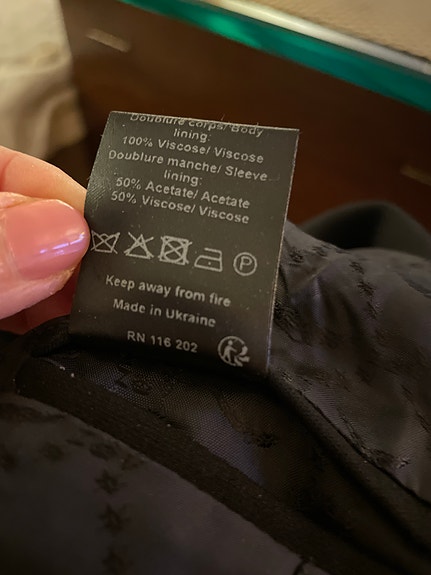 Doublure corps/ Body
lining:
100% Viscose/ Viscose
Doublure manche/ Sleeve
lining:
50% Acetate/ Acetate
50% Viscose/ Viscose
P
Keep away from fire
Made in Ukraine
RN 116 202